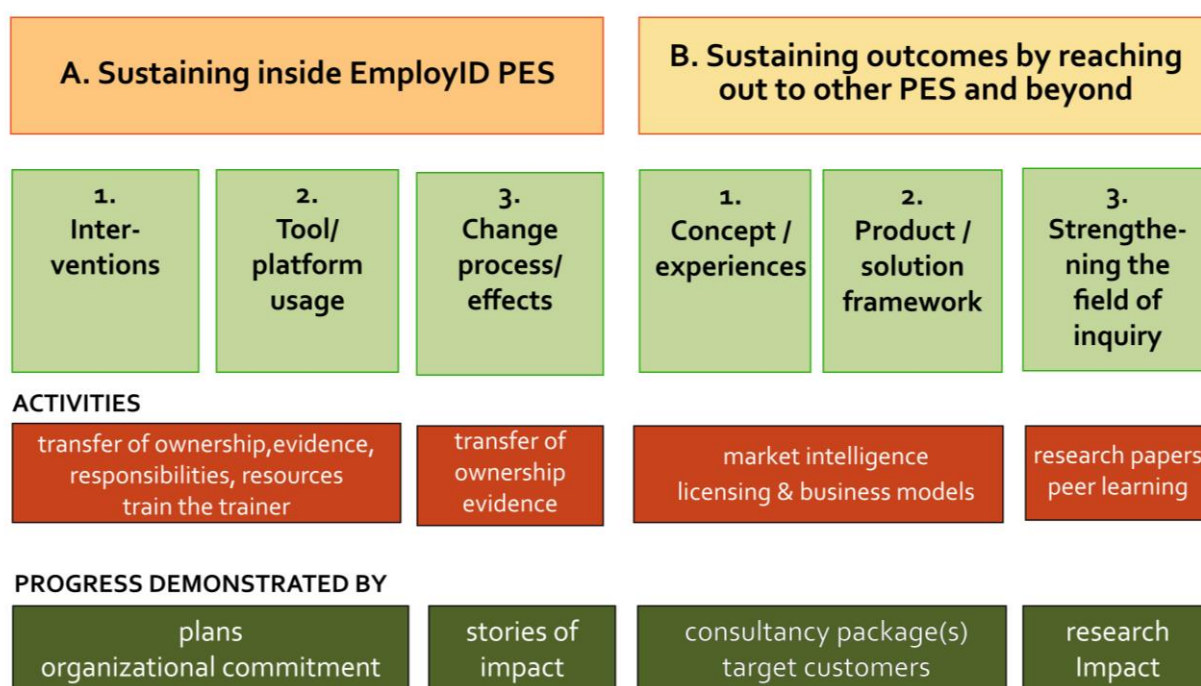 A. Sustaining inside EmployID PES
B. Sustaining outcomes by reaching
out to other PES and beyond
1.
Inter-
ventions
2.
Tool/
platform
usage
3.
Change
process/
effects
1.
Concept /
experiences
2.
Product /
solution
framework
3.
Strengthe-
ning the
field of
inquiry
ACTIVITIES
transfer of ownership,evidence,
responsibilities, resources
train the trainer
transfer of
ownership
evidence
market intelligence
licensing & business models
research papers
peer learning
PROGRESS DEMONSTRATED BY
plans
organizational commitment
stories of
impact
consultancy package(s)
target customers
research
Impact